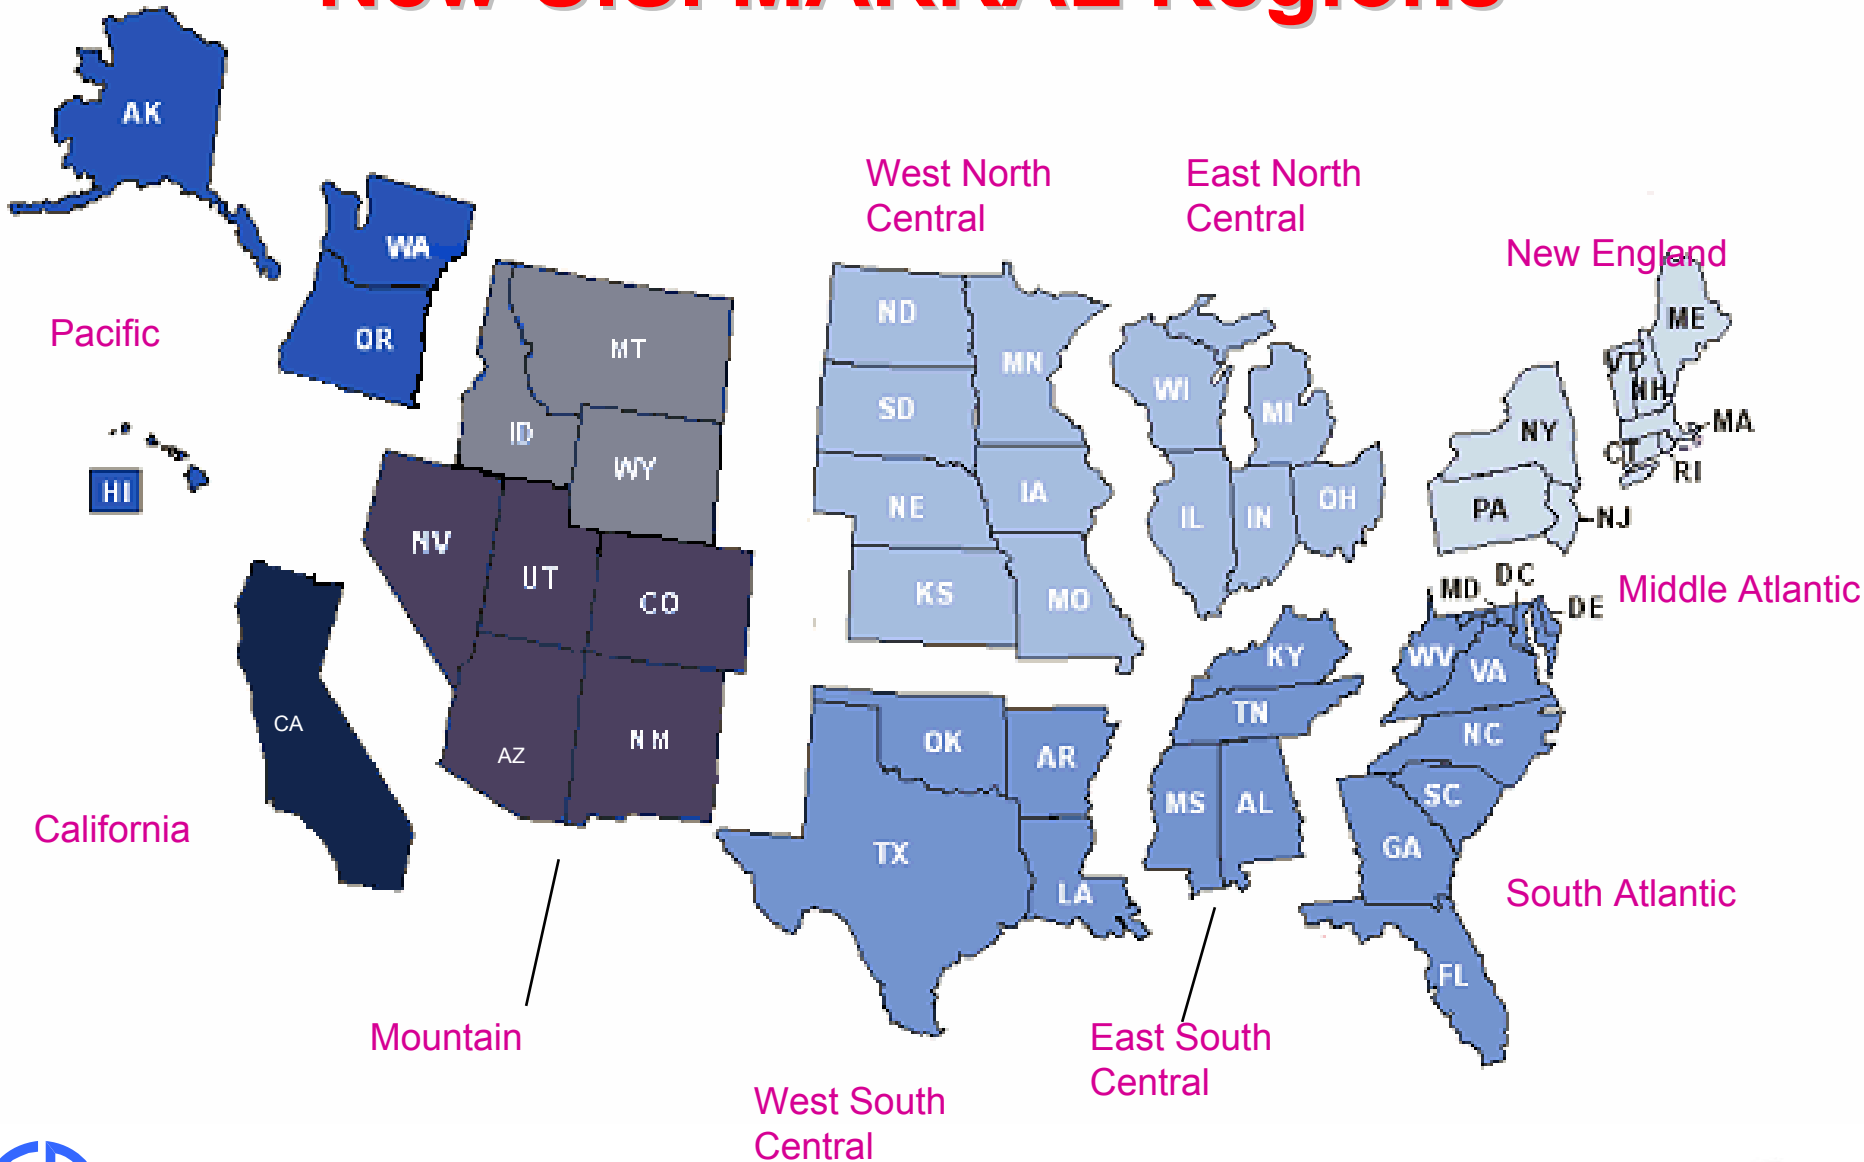 New U.S. MARKAL Regions
AK
West North
Central
East North
Central
New England
WA
ND
MN
ME
Pacific
OR
MT
WI
VT
NH
SD
MI
MA
ID
NY
CT
RI
WY
HI
NE
IA
IL
IN
OH
PA
NJ
NV
UT
CO
KS
MO
MD
DC
DE
Middle Atlantic
KY
WV
VA
CA
TN
AZ
NM
OK
AR
NC
MS
AL
SC
California
TX
GA
LA
South Atlantic
FL
Mountain
East South
Central
West South
Central